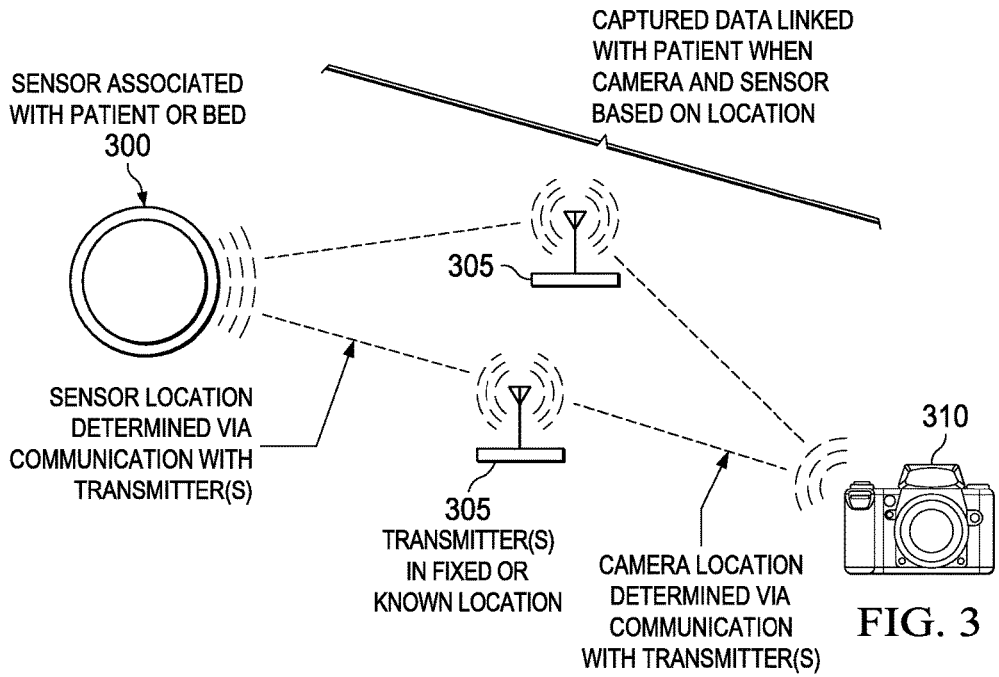 CAPTURED DATA LINKED
WITH PATIENT WHEN
CAMERA AND SENSOR
BASED ON LOCATION
SENSOR ASSOCIATED
WITH PATIENT OR BED
300
305
SENSOR LOCATION
DETERMINED VIA
COMMUNICATION WITH
TRANSMITTER(S)
305
TRANSMITTER(S)
IN FIXED OR
KNOWN LOCATION
310
CAMERA LOCATION
DETERMINED VIA
COMMUNICATION
WITH TRANSMITTER(S)
FIG. 3